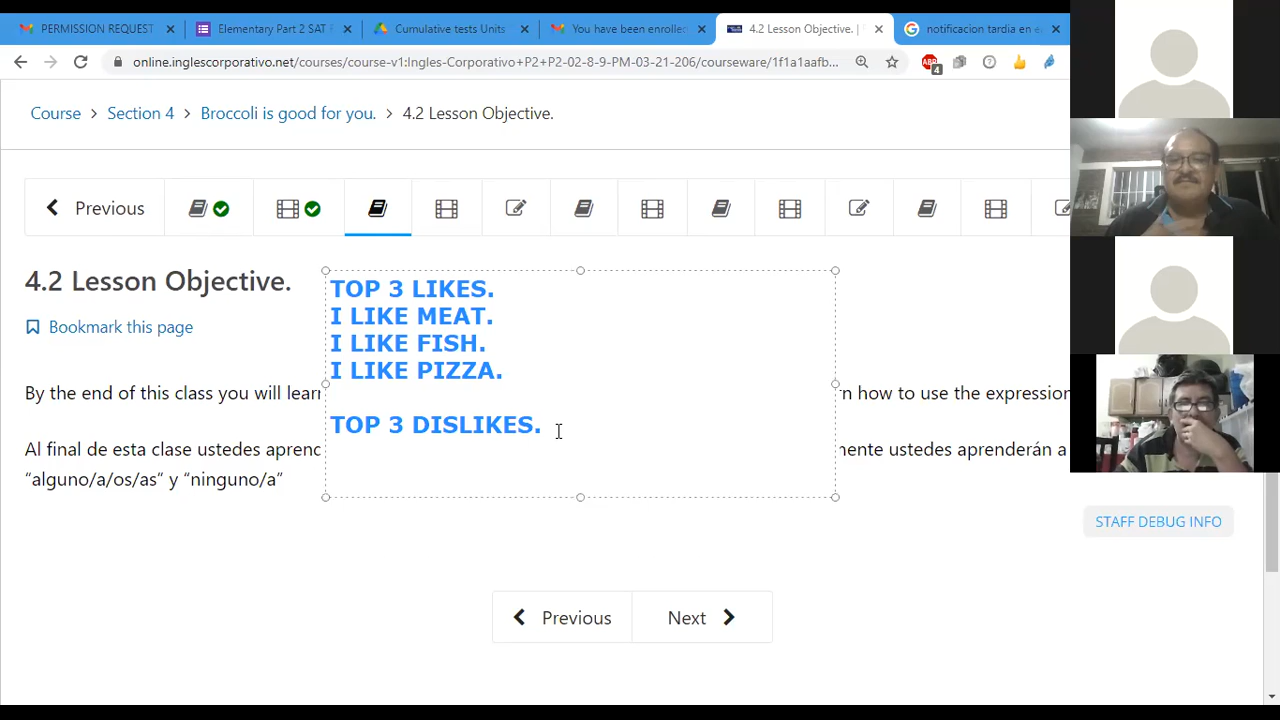 PERMISSION REQUEST
Elementary Part 2 SAT
Cumulative tests Units
You have been enrolled
4.2 Lesson Objective. |
notificacion tardia en
online.inglescorporativo.net/courses/course-v1:Ingles-Corporativo+P2+P2-02-8-9-PM-03-21-206/courseware/1f1a1aafb...
ABP
4
Course > Section 4 > Broccoli is good for you. > 4.2 Lesson Objective.
Previous
4.2 Lesson Objective.
Bookmark this page
TOP 3 LIKES.
I LIKE MEAT.
I LIKE FISH.
I LIKE PIZZA.
TOP 3 DISLIKES.
By the end of this class you will learn how to use the expression
Al final de esta clase ustedes aprenderán a
“alguno/a/os/as“ y “ninguno/a”
STAFF DEBUG INFO
Previous
Next